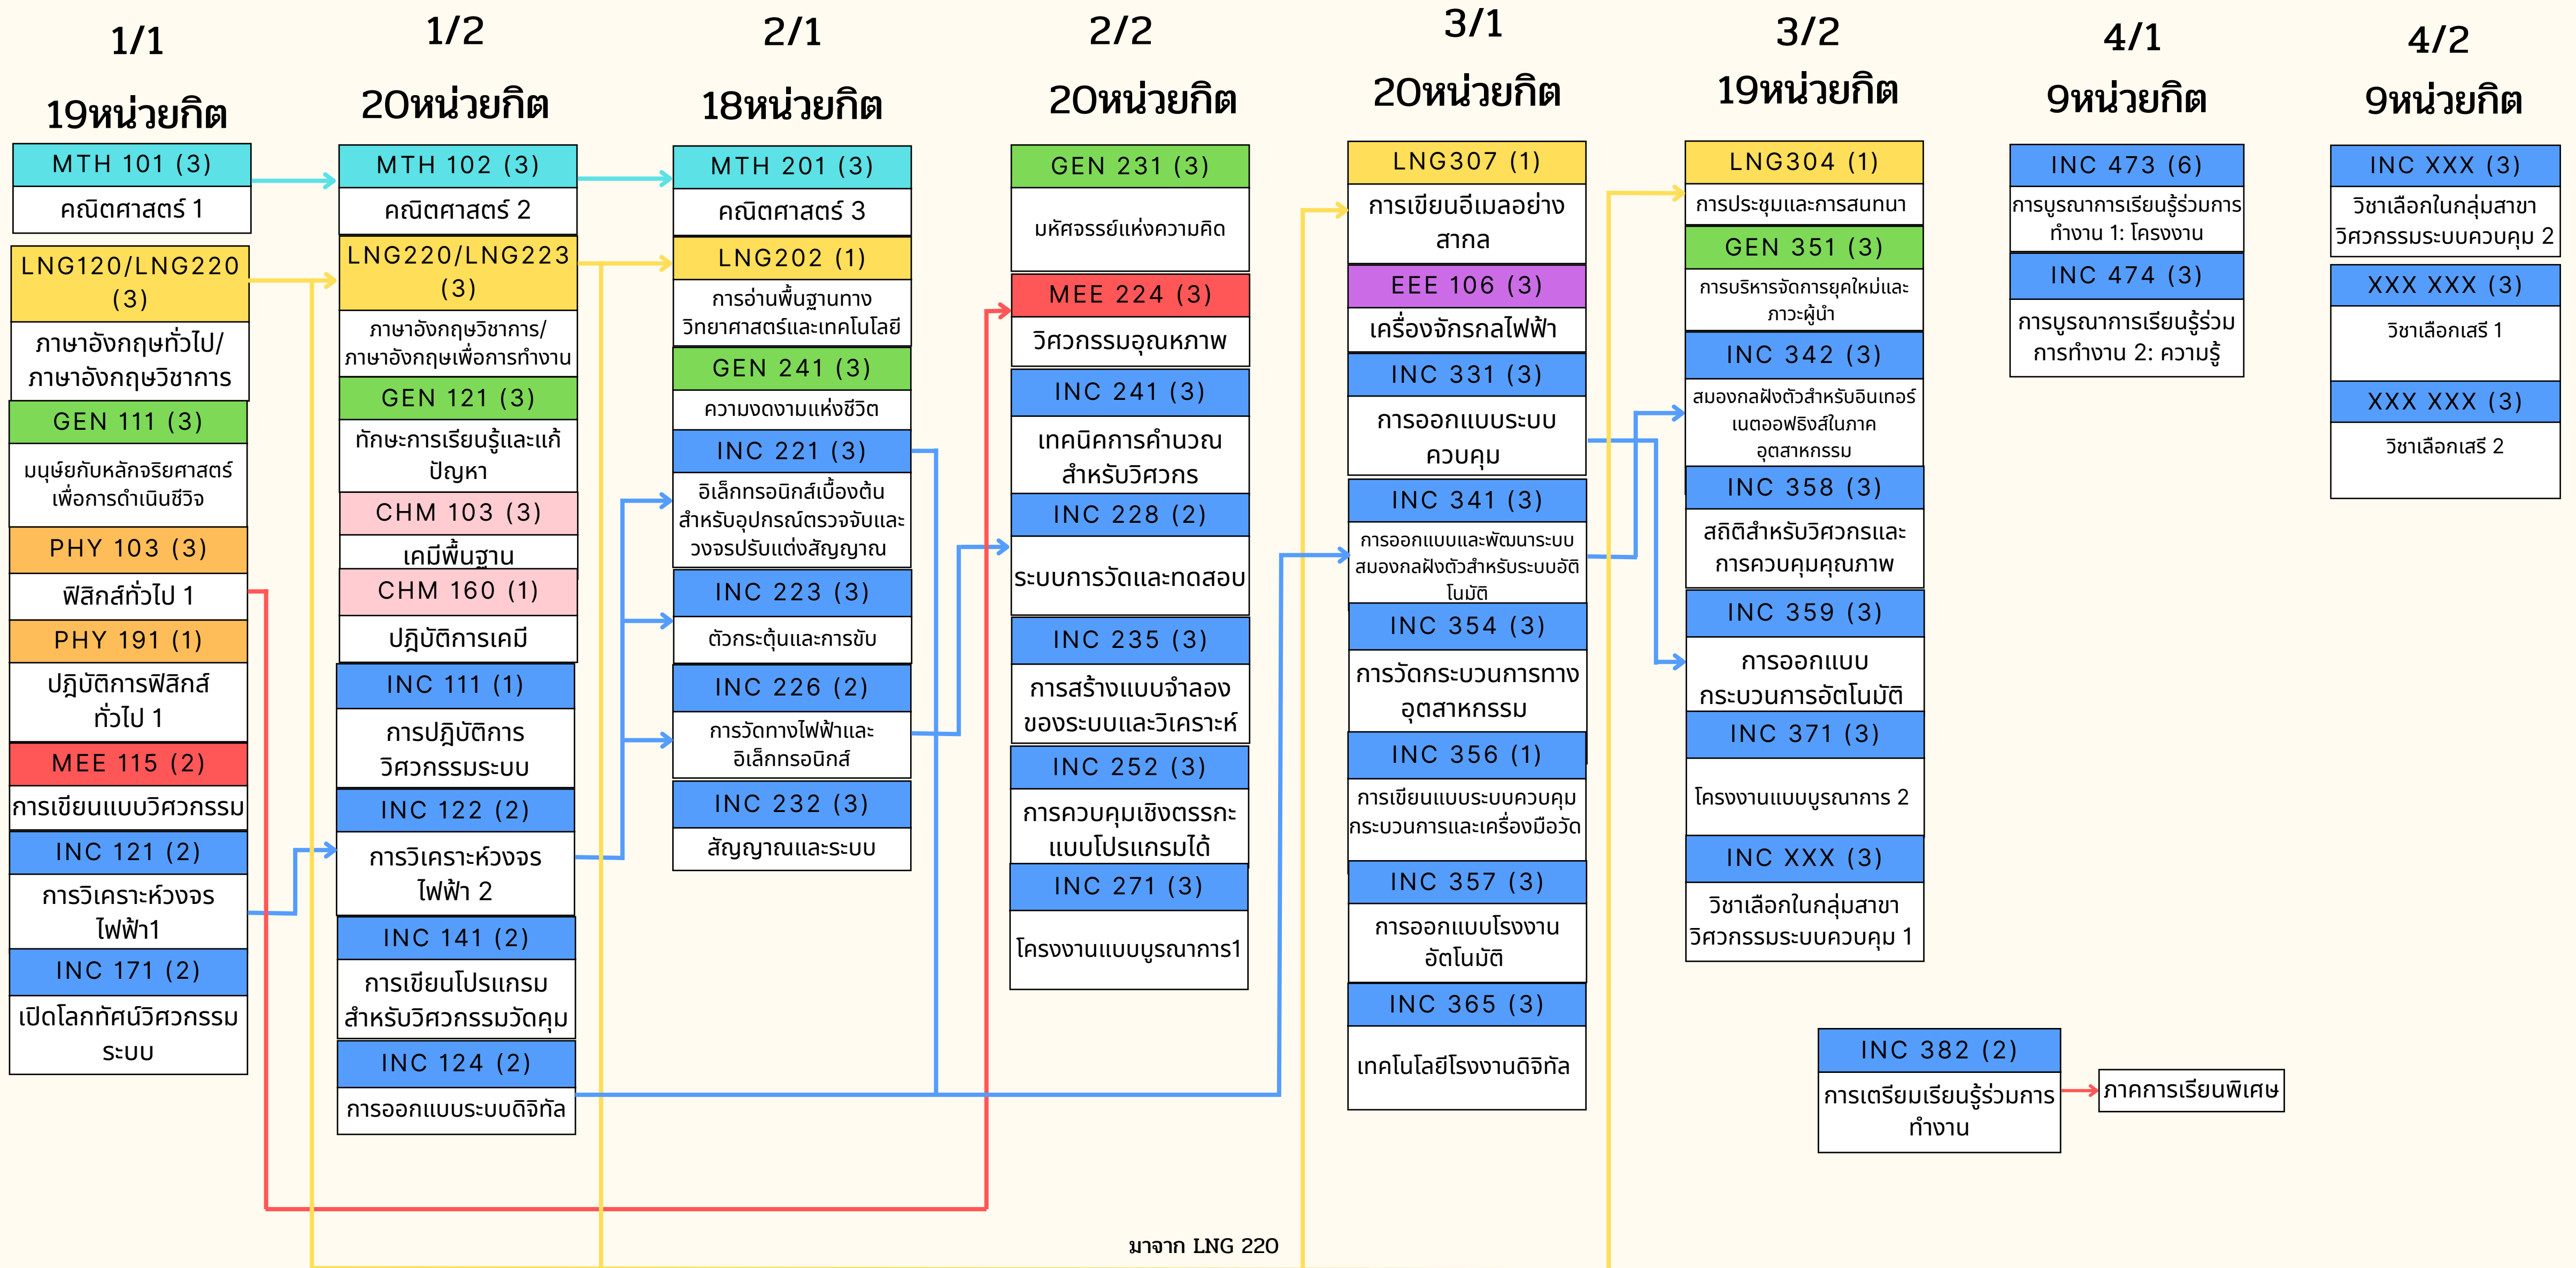 1/1
19หน่วยกิต
MTH 101 (3)
คณิตศาสตร์ 1
LNG120/LNG220
(3)
ภาษาอังกฤษทั่วไป/
ภาษาอังกฤษวิชาการ
GEN 111 (3)
มนุษ์ยกับหลักจริยศาสตร์
เพื่อการดำเนินชีวิจ
PHY 103 (3)
ฟิสิกส์ทั่วไป 1
PHY 191 (1)
ปฎิบัติการฟิสิกส์
ทั่วไป 1
MEE 115 (2)
การเขียนแบบวิศวกรรม
INC 121 (2)
การวิเคราะห์วงจร
ไฟฟ้า1
INC 171 (2)
เปิดโลกทัศน์วิศวกรรม
ระบบ
1/2
20หน่วยกิต
MTH 102 (3)
คณิตศาสตร์ 2
LNG220/LNG223
(3)
ภาษาอังกฤษวิชาการ/
ภาษาอังกฤษเพื่อการทำงาน
GEN 121 (3)
ทักษะการเรียนรู้และแก้
ปัญหา
CHM 103 (3)
เคมีพื้นฐาน
CHM 160 (1)
ปฎิบัติการเคมี
INC 111 (1)
การปฎิบัติการ
วิศวกรรมระบบ
INC 122 (2)
การวิเคราะห์วงจร
ไฟฟ้า 2
INC 141 (2)
การเขียนโปรแกรม
สำหรับวิศวกรรมวัดคุม
INC 124 (2)
การออกแบบระบบดิจิทัล
2/1
18หน่วยกิต
MTH 201 (3)
คณิตศาสตร์ 3
LNG202 (1)
การอ่านพื้นฐานทาง
วิทยาศาสตร์และเทคโนโลยี
GEN 241 (3)
ความงดงามแห่งชีวิต
INC 221 (3)
อิเล็กทรอนิกส์เบื้องต้น
สำหรับอุปกรณ์ตรวจจับและ
วงจรปรับแต่งสัญญาณ
INC 223 (3)
ตัวกระตุ้นและการขับ
INC 226 (2)
การวัดทางไฟฟ้าและ
อิเล็กทรอนิกส์
INC 232 (3)
สัญญาณและระบบ
2/2
20หน่วยกิต
GEN 231 (3)
มหัศจรรย์แห่งความคิด
MEE 224 (3)
วิศวกรรมอุณหภาพ
INC 241 (3)
เทคนิคการคำนวณ
สำหรับวิศวกร
INC 228 (2)
ระบบการวัดและทดสอบ
INC 235 (3)
การสร้างแบบจำลอง
ของระบบและวิเคราะห์
INC 252 (3)
การควบคุมเชิงตรรกะ
แบบโปรแกรมได้
INC 271 (3)
โครงงานแบบบูรณาการ1
มาจาก LNG 220
3/1
20หน่วยกิต
LNG307 (1)
การเขียนอีเมลอย่าง
สากล
EEE 106 (3)
เครื่องจักรกลไฟฟ้า
INC 331 (3)
การออกแบบระบบ
ควบคุม
INC 341 (3)
การออกแบบและพัฒนาระบบ
สมองกลฝังตัวสำหรับระบบอัติ
โนมัติ
INC 354 (3)
การวัดกระบวนการทาง
อุตสาหกรรม
INC 356 (1)
การเขียนแบบระบบควบคุม
กระบวนการและเครื่องมือวัด
INC 357 (3)
การออกแบบโรงงาน
อัตโนมัติ
INC 365 (3)
เทคโนโลยีโรงงานดิจิทัล
3/2
19หน่วยกิต
LNG304 (1)
การประชุมและการสนทนา
GEN 351 (3)
การบริหารจัดการยุคใหม่และ
ภาวะผู้นำ
INC 342 (3)
สมองกลฝังตัวสำหรับอินเทอร์
เนตออฟธิงส์ในภาค
อุตสาหกรรม
INC 358 (3)
สถิติสำหรับวิศวกรและ
การควบคุมคุณภาพ
INC 359 (3)
การออกแบบ
กระบวนการอัตโนมัติ
INC 371 (3)
โครงงานแบบบูรณาการ 2
INC XXX (3)
วิชาเลือกในกลุ่มสาขา
วิศวกรรมระบบควบคุม 1
INC 382 (2)
การเตรียมเรียนรู้ร่วมการ
ทำงาน
ภาคการเรียนพิเศษ
4/1
9หน่วยกิต
INC 473 (6)
การบูรณาการเรียนรู้ร่วมการ
ทำงาน 1: โครงงาน
INC 474 (3)
การบูรณาการเรียนรู้ร่วม
การทำงาน 2: ความรู้
4/2
9หน่วยกิต
INC XXX (3)
วิชาเลือกในกลุ่มสาขา
วิศวกรรมระบบควบคุม 2
XXX XXX (3)
วิชาเลือกเสรี 1
XXX XXX (3)
วิชาเลือกเสรี 2